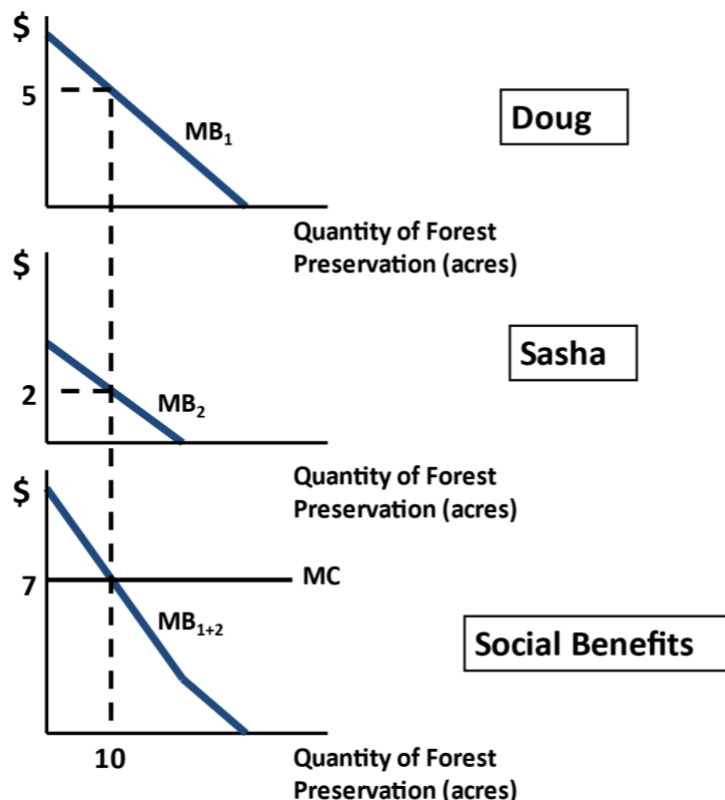 $
5
MB₁
Doug
Quantity of Forest
Preservation (acres)
$
2
MB₂
Sasha
Quantity of Forest
Preservation (acres)
$
7
MC
MB₁₊₂
Social Benefits
10
Quantity of Forest
Preservation (acres)